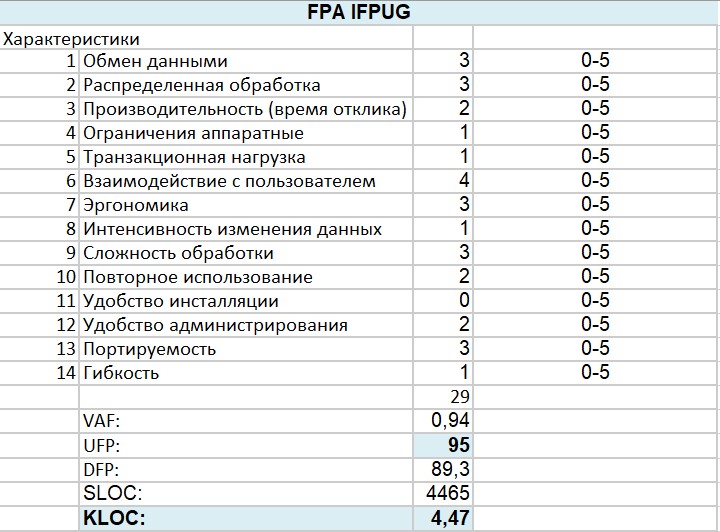 FPA IFPUG
Характеристики
1 Обмен данными 3 0-5
2 Распределенная обработка 3 0-5
3 Производительность (время отклика) 2 0-5
4 Ограничения аппаратные 1 0-5
5 Транзакционная нагрузка 1 0-5
6 Взаимодействие с пользователем 4 0-5
7 Эргономика 3 0-5
8 Интенсивность изменения данных 1 0-5
9 Сложность обработки 3 0-5
10 Повторное использование 2 0-5
11 Удобство инсталляции 0 0-5
12 Удобство администрирования 2 0-5
13 Портируемость 3 0-5
14 Гибкость 1 0-5
29
VAF: 0,94
UFP: 95
DFP: 89,3
SLOC: 4465
KLOC: 4,47